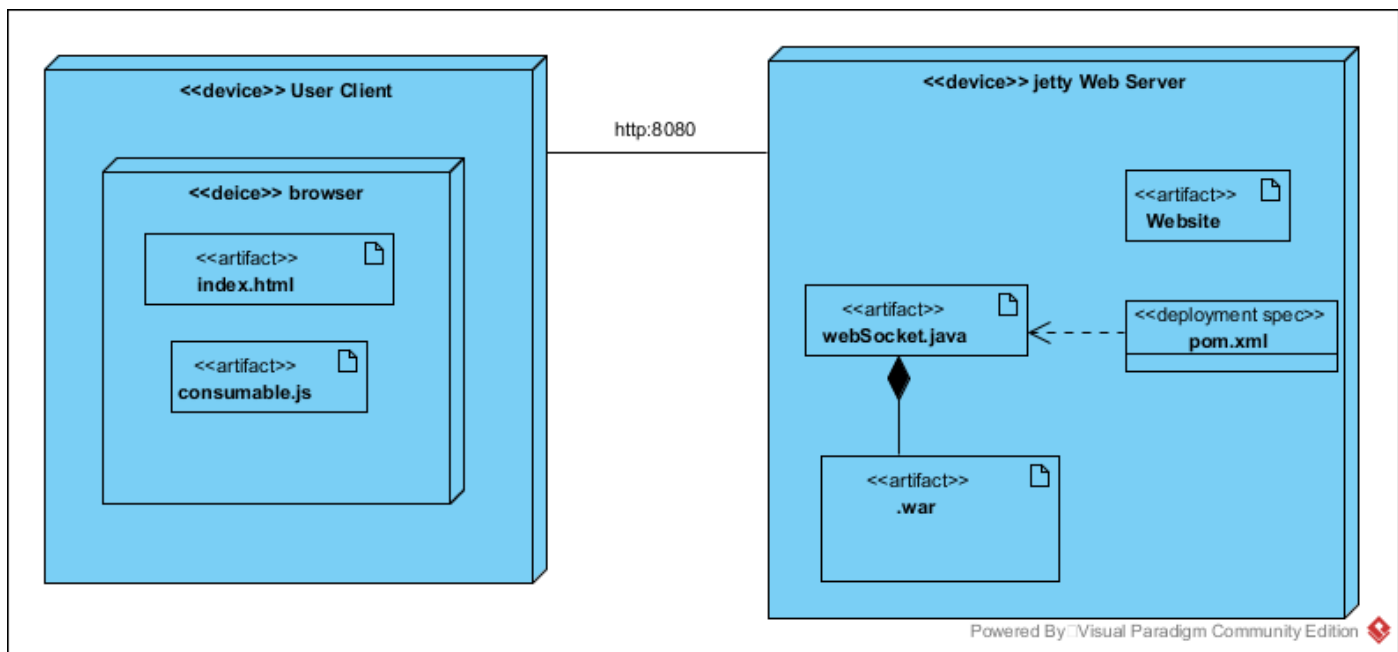 <<device>> User Client
<<deice>> browser
<<artifact>>
index.html
<<artifact>>
consumable.js
http:8080
<<device>> jetty Web Server
<<artifact>>
Website
<<artifact>>
webSocket.java
<<deployment spec>>
pom.xml
<<artifact>>
.war
Powered By Visual Paradigm Community Edition